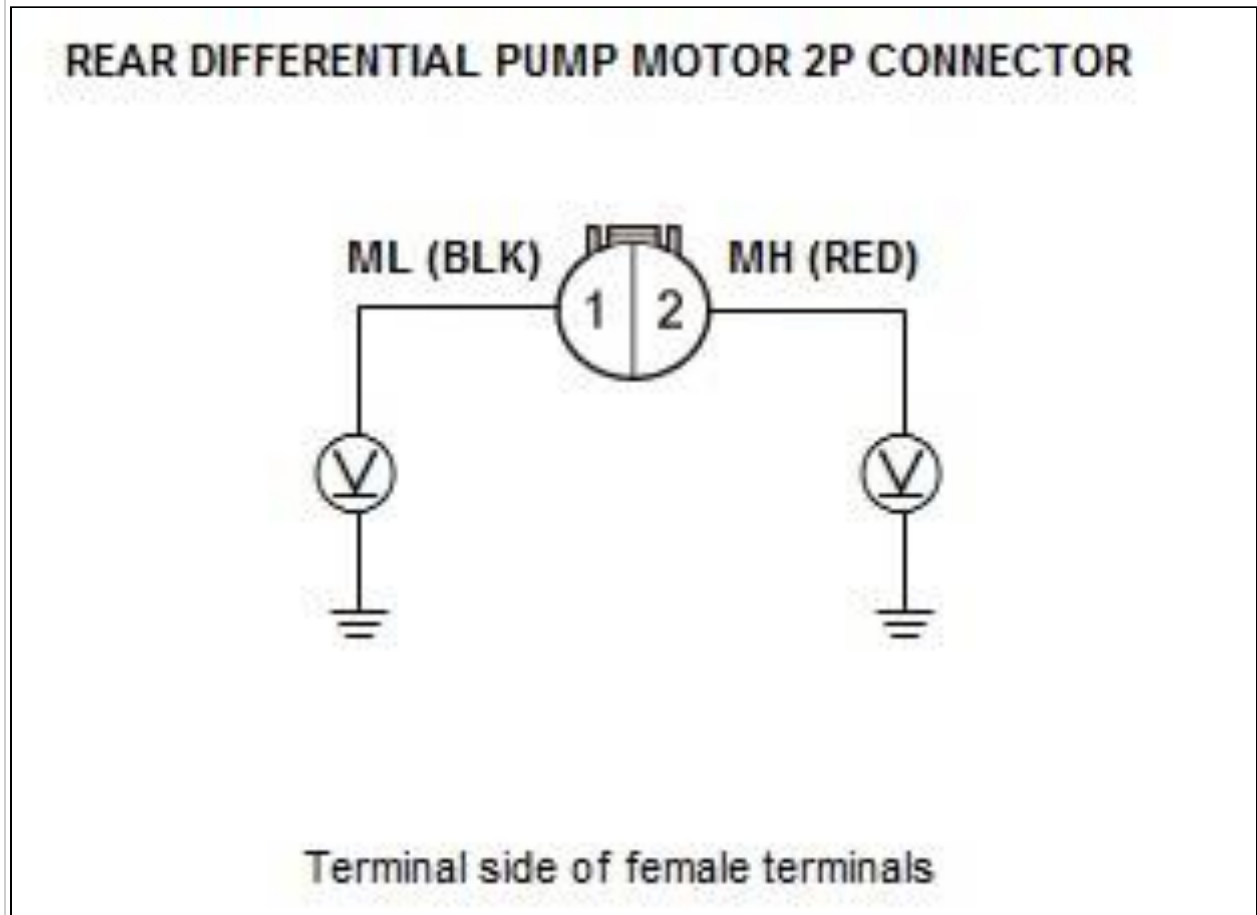 REAR DIFFERENTIAL PUMP MOTOR 2P CONNECTOR
ML (BLK)
MH (RED)
1 2
V
V
Terminal side of female terminals